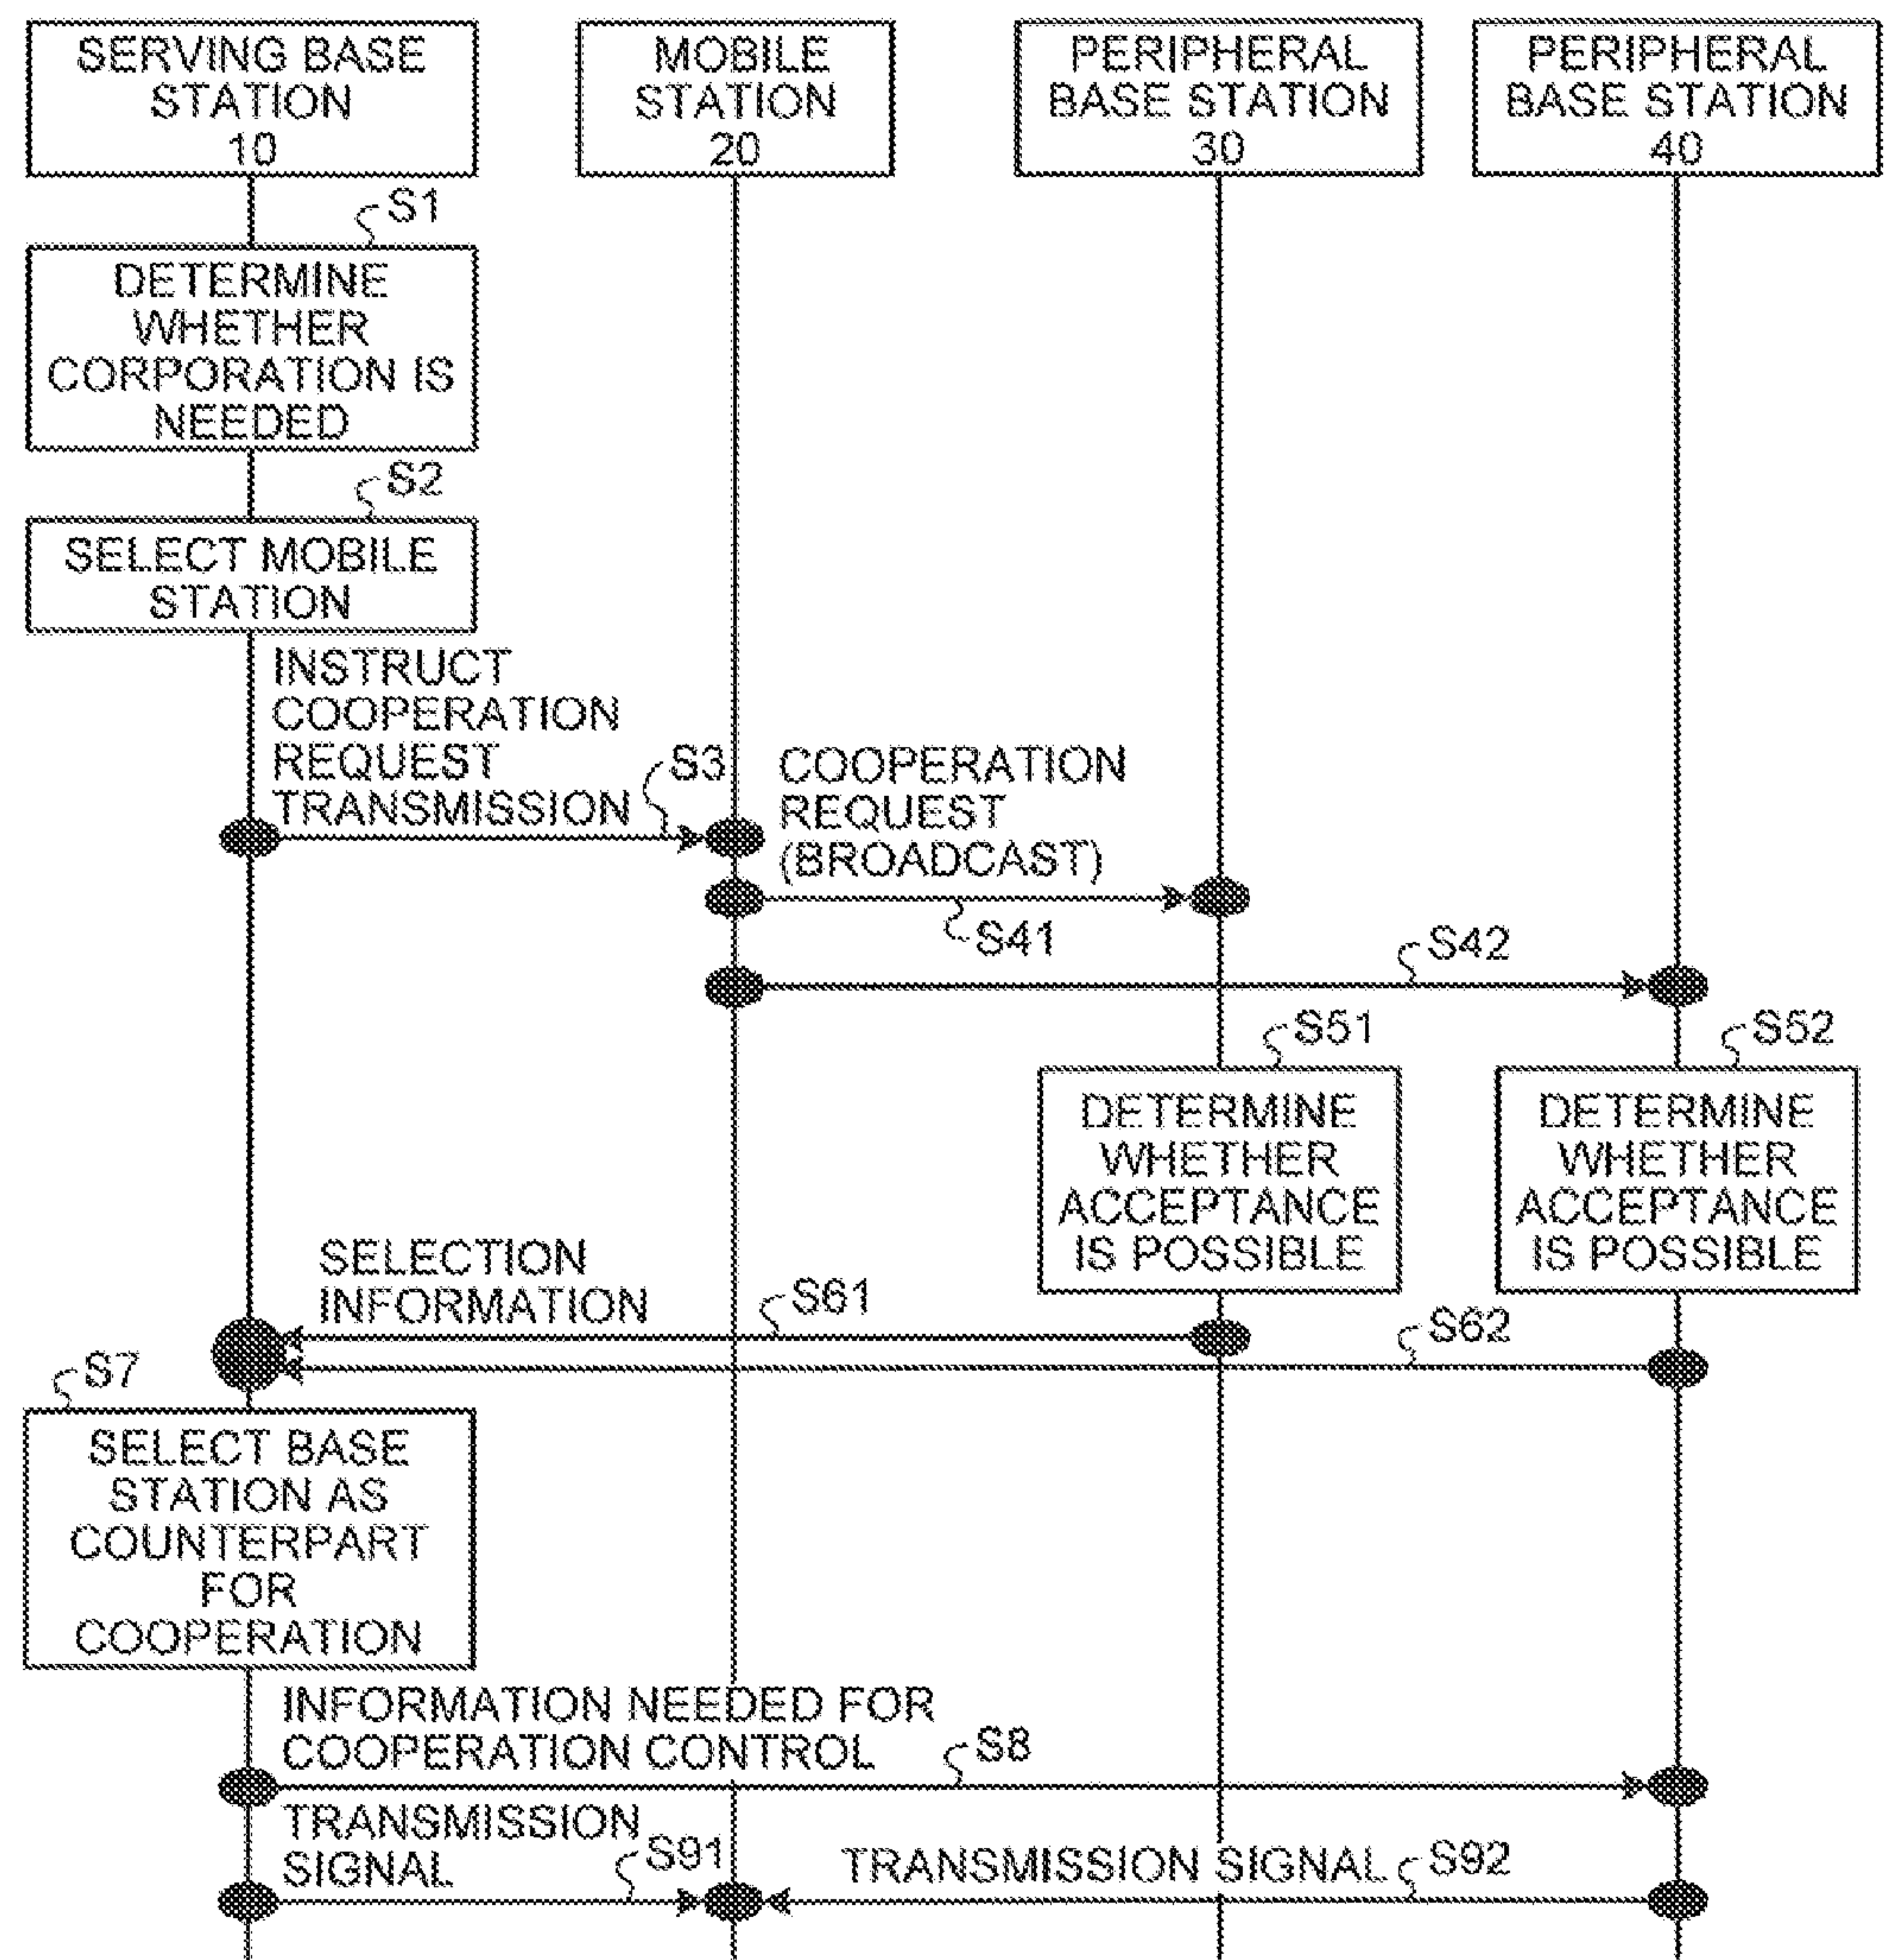 SERVING BASE
STATION
10
MOBILE
STATION
20
PERIPHERAL
BASE STATION
30
PERIPHERAL
BASE STATION
40
S1
DETERMINE
WHETHER
CORPORATION IS
NEEDED
S2
SELECT MOBILE
STATION
INSTRUCT
COOPERATION
REQUEST
TRANSMISSION
S3
COOPERATION
REQUEST
(BROADCAST)
S41
S42
S51
DETERMINE
WHETHER
ACCEPTANCE
IS POSSIBLE
S52
DETERMINE
WHETHER
ACCEPTANCE
IS POSSIBLE
SELECTION
INFORMATION
S61
S62
S7
SELECT BASE
STATION AS
COUNTERPART
FOR
COOPERATION
INFORMATION NEEDED FOR
COOPERATION CONTROL
S8
TRANSMISSION
SIGNAL
S91
TRANSMISSION SIGNAL
S92